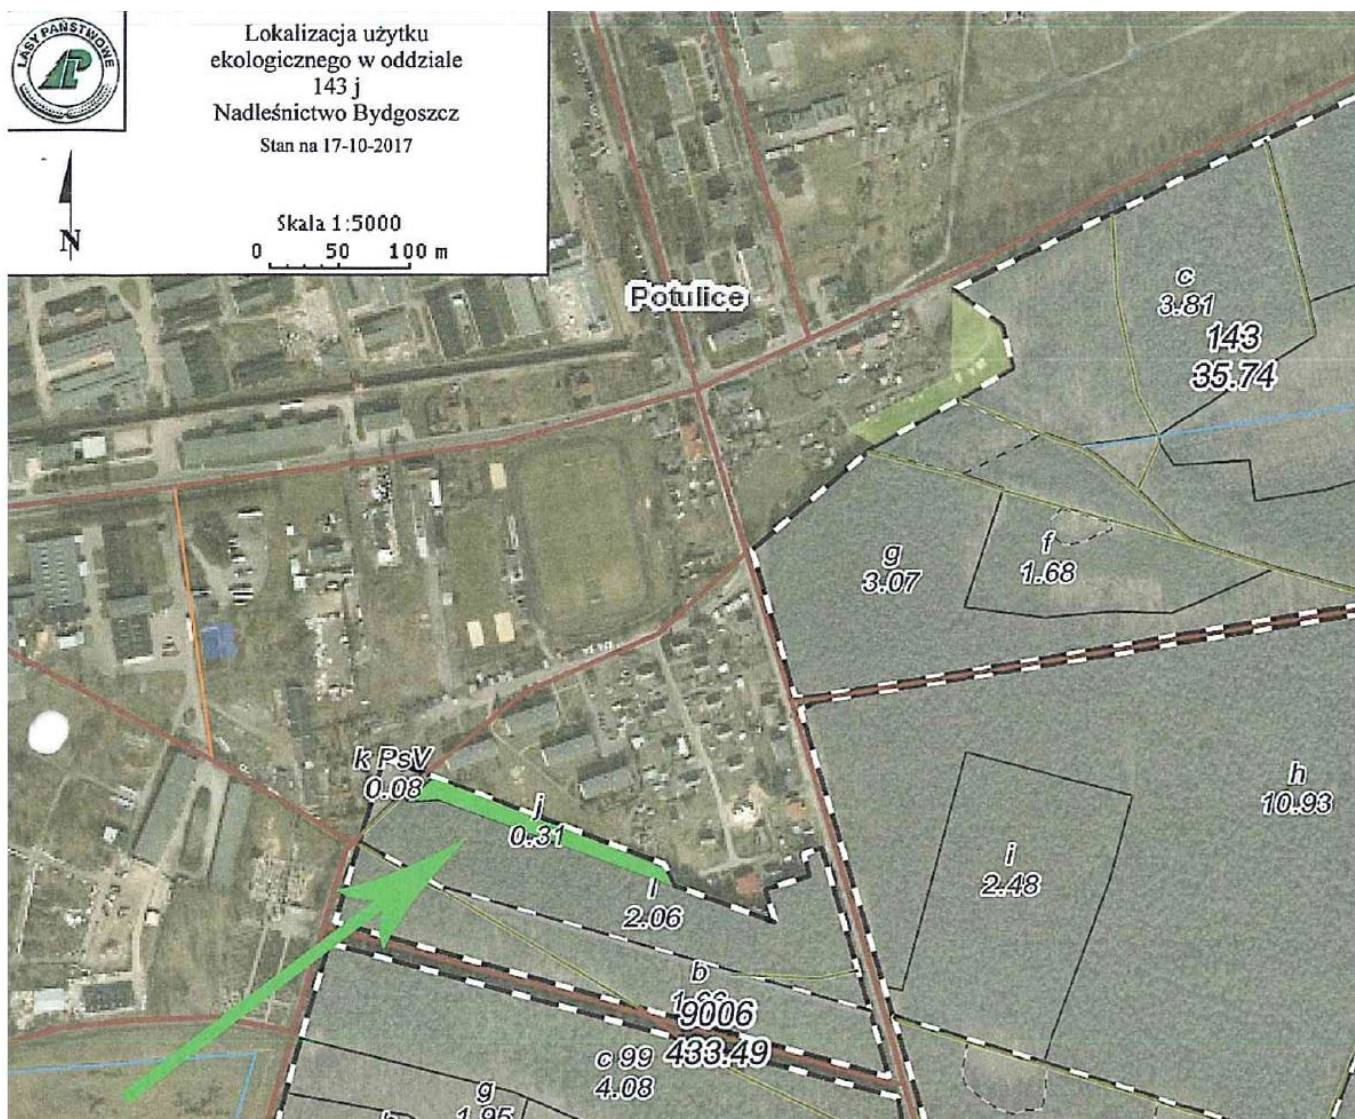 LASY PAŃSTWOWE
Lokalizacja użytku
ekologicznego w oddziale
143 j
Nadleśnictwo Bydgoszcz
Stan na 17-10-2017
Skala 1:5000
0 50 100 m
N
Potulice
c
3.81
143
35.74
g
3.07
f
1.68
h
10.93
k PsV
0.08
j
0.31
i
2.48
l
2.06
b
1.66
9006
433.49
c 99
4.08
g
1.95